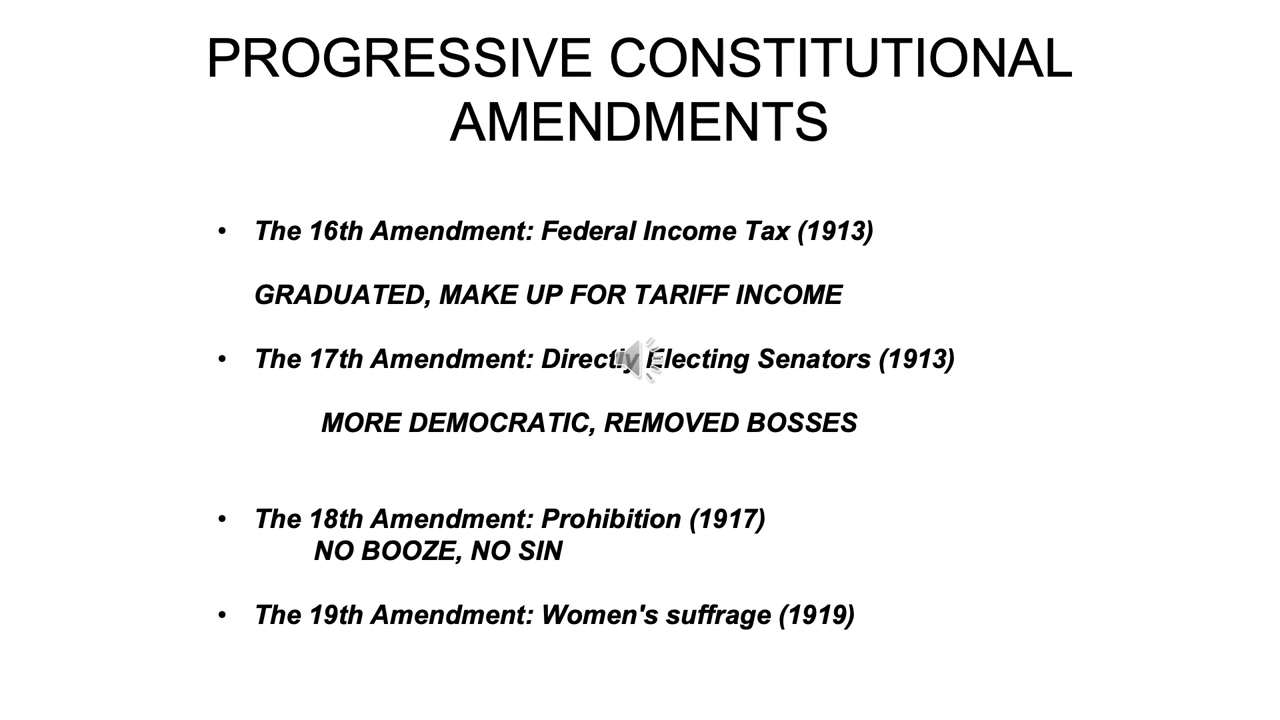 PROGRESSIVE CONSTITUTIONAL
AMENDMENTS
• The 16th Amendment: Federal Income Tax (1913)
GRADUATED, MAKE UP FOR TARIFF INCOME
• The 17th Amendment: Directly Electing Senators (1913)
MORE DEMOCRATIC, REMOVED BOSSES
• The 18th Amendment: Prohibition (1917)
NO BOOZE, NO SIN
• The 19th Amendment: Women's suffrage (1919)